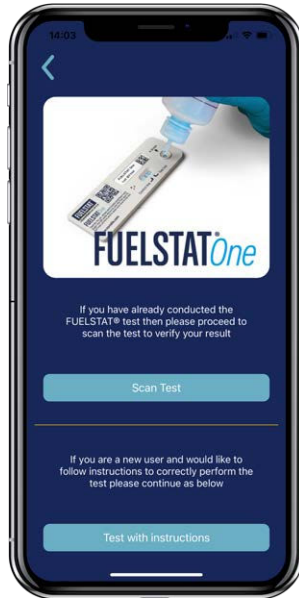 14:03
FUELSTAT
FUELSTAT® One
If you have already conducted the
FUELSTAT® test then please proceed to
scan the test to verify your result
Scan Test
If you are a new user and would like to
follow instructions to correctly perform the
test please continue as below
Test with instructions